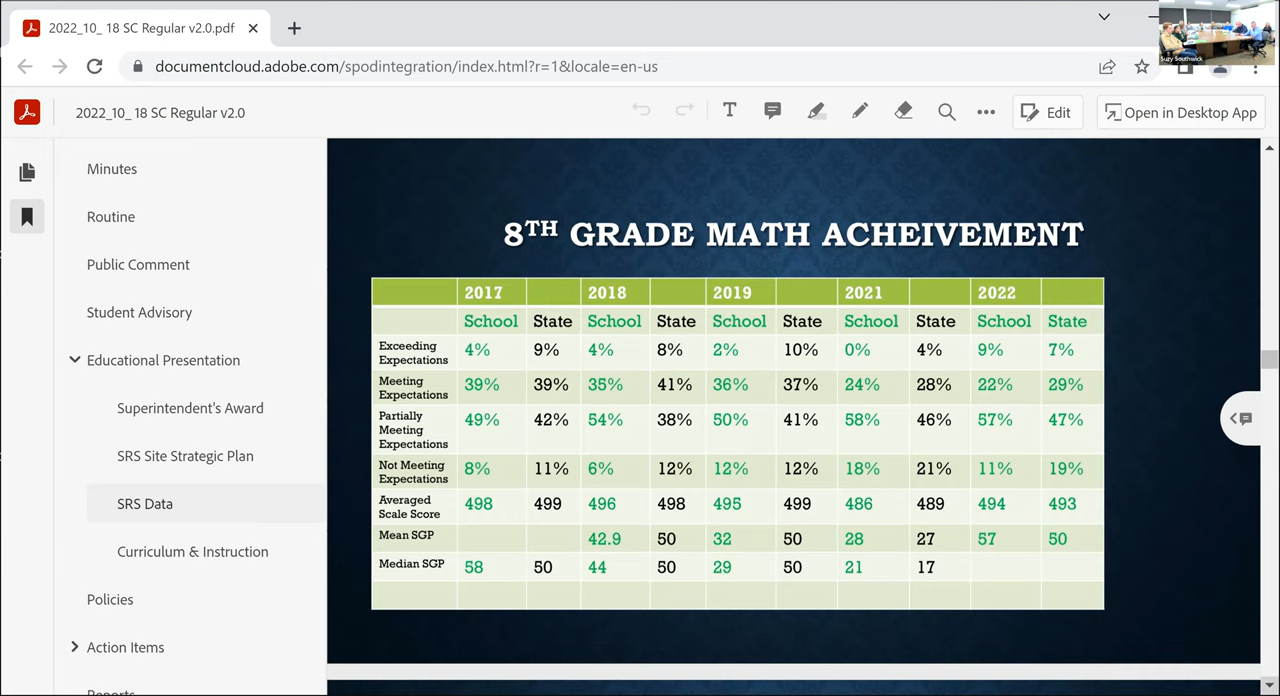 2022_10_ 18 SC Regular v2.0.pdf
documentcloud.adobe.com/spodintegration/index.html?r=1&locale=en-us
Suzy Southwick
2022_10_ 18 SC Regular v2.0
T
Edit
Open in Desktop App
Minutes
Routine
Public Comment
Student Advisory
Educational Presentation
Superintendent's Award
SRS Site Strategic Plan
SRS Data
Curriculum & Instruction
Policies
Action Items
Reports
8TH GRADE MATH ACHEIVEMENT
2017 2018 2019 2021 2022
School State School State School State School State School State
Exceeding
Expectations 4% 9% 4% 8% 2% 10% 0% 4% 9% 7%
Meeting
Expectations 39% 39% 35% 41% 36% 37% 24% 28% 22% 29%
Partially
Meeting
Expectations 49% 42% 54% 38% 50% 41% 58% 46% 57% 47%
Not Meeting
Expectations 8% 11% 6% 12% 12% 12% 18% 21% 11% 19%
Averaged
Scale Score 498 499 496 498 495 499 486 489 494 493
Mean SGP 42.9 50 32 50 28 27 57 50
Median SGP 58 50 44 50 29 50 21 17